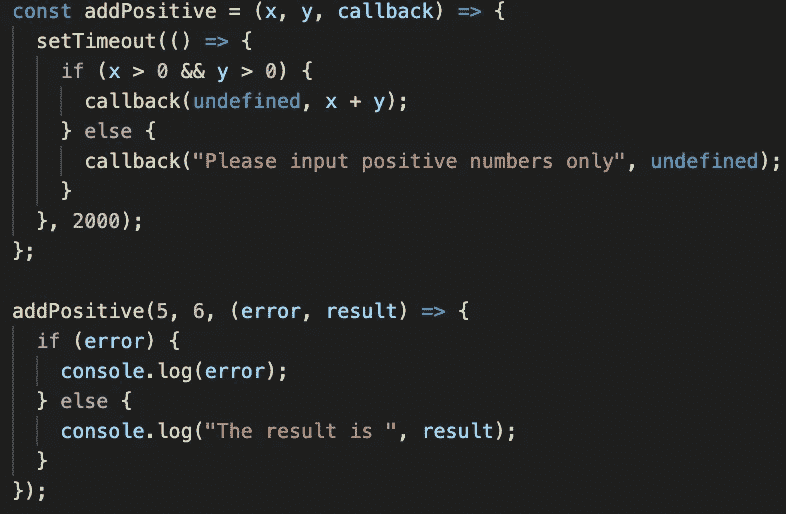 const addPositive = (x, y, callback) => {
  setTimeout(() => {
    if (x > 0 && y > 0) {
      callback(undefined, x + y);
    } else {
      callback("Please input positive numbers only", undefined);
    }
  }, 2000);
};

addPositive(5, 6, (error, result) => {
  if (error) {
    console.log(error);
  } else {
    console.log("The result is ", result);
  }
});